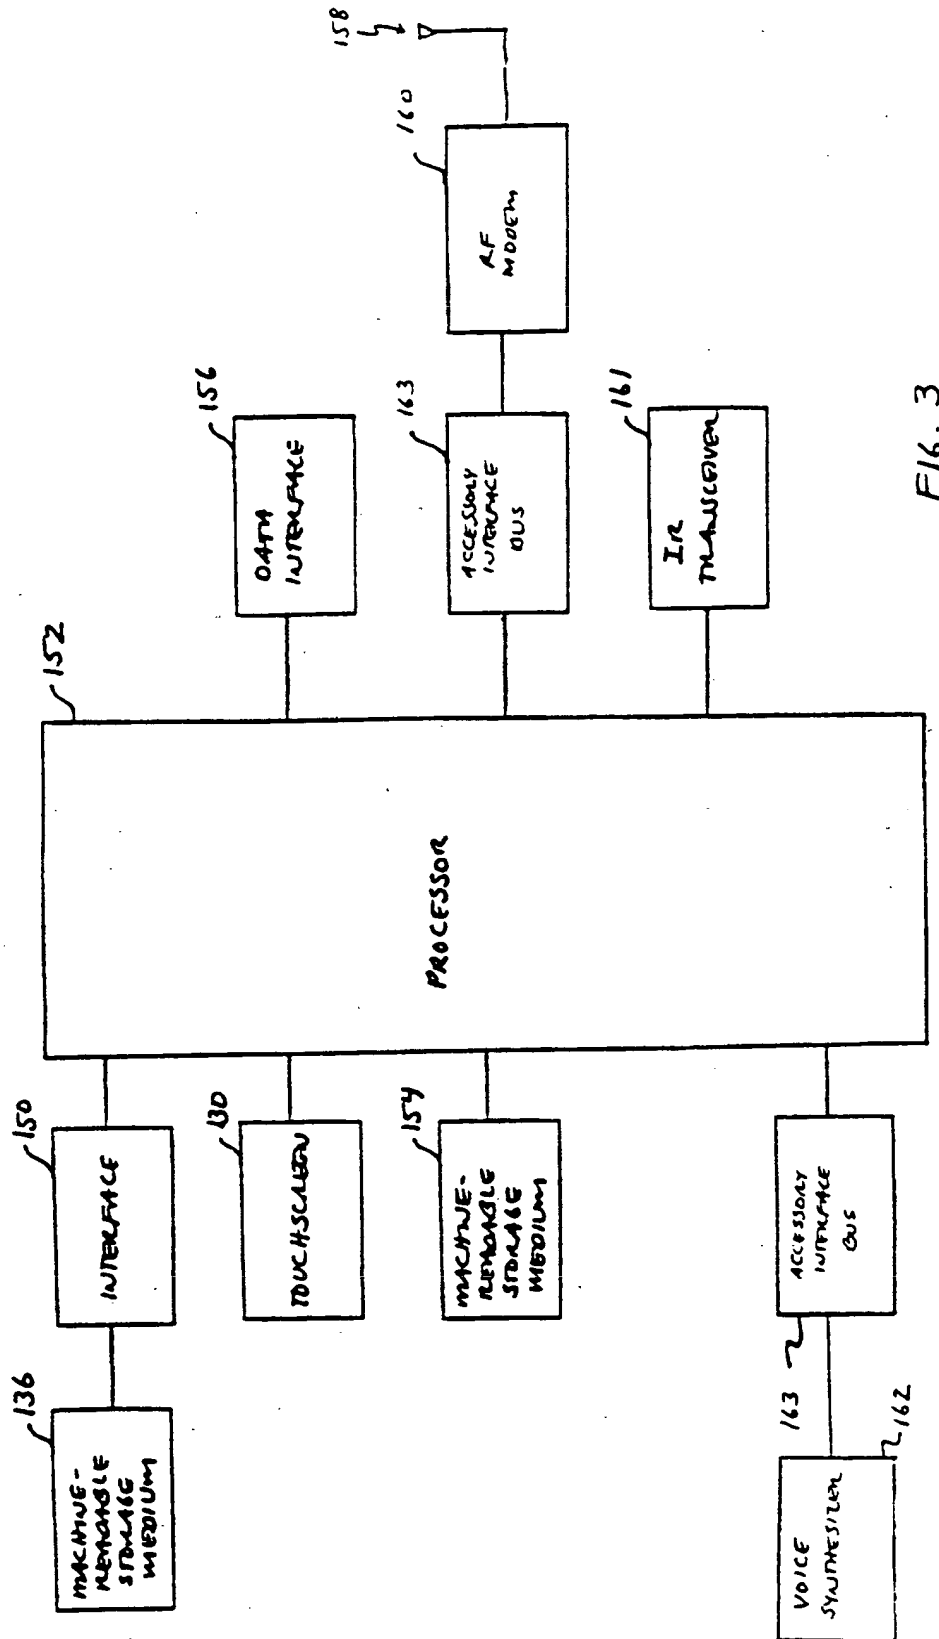 136
MACHINE-
READABLE
STORAGE
MEDIUM
150
INTERFACE
130
TOUCHSCREEN
154
MACHINE-
READABLE
STORAGE
MEDIUM
163
ACCESSORY
INTERFACE
BUS
162
VOICE
SYNTHESIZER
152
PROCESSOR
156
DATA
INTERFACE
163
ACCESSORY
INTERFACE
BUS
160
RF
MODEM
158
161
IR
TRANSCEIVER
FIG. 3